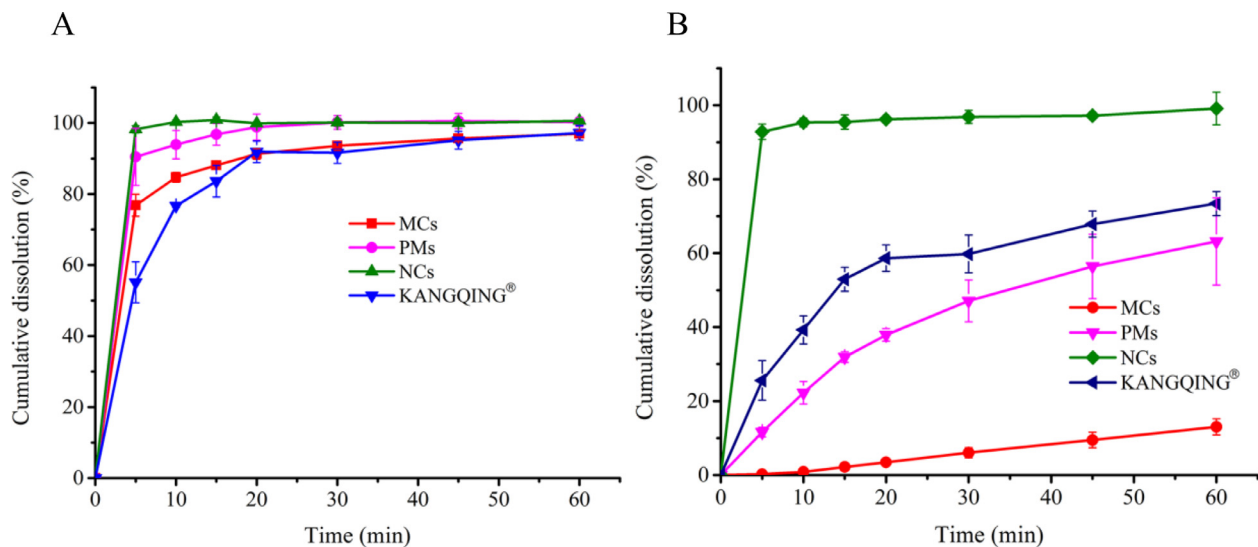 A
Cumulative dissolution (%)
100
80
60
40
20
0
0 10 20 30 40 50 60
Time (min)
MCs
PMs
NCs
KANGQING®
B
Cumulative dissolution (%)
100
80
60
40
20
0
0 10 20 30 40 50 60
Time (min)
MCs
PMs
NCs
KANGQING®